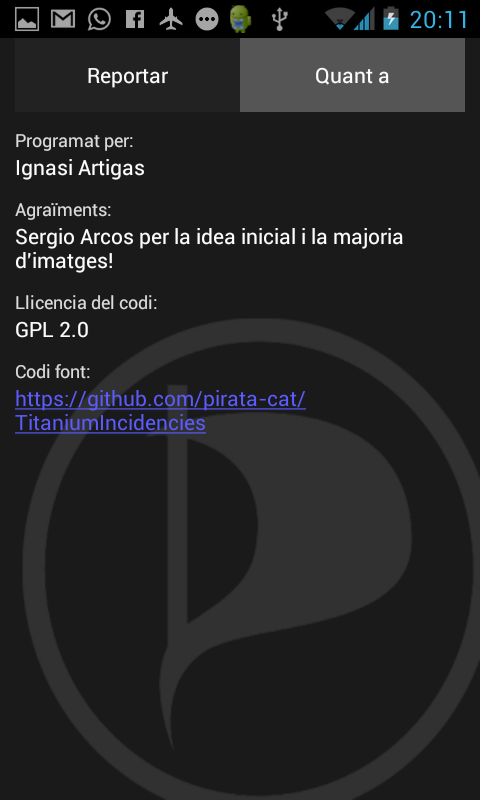 20:11
Reportar
Quant a
Programat per:
Ignasi Artigas
Agraïments:
Sergio Arcos per la idea inicial i la majoria
d'imatges!
Llicencia del codi:
GPL 2.0
Codi font:
https://github.com/pirata-cat/
TitaniumIncidencies